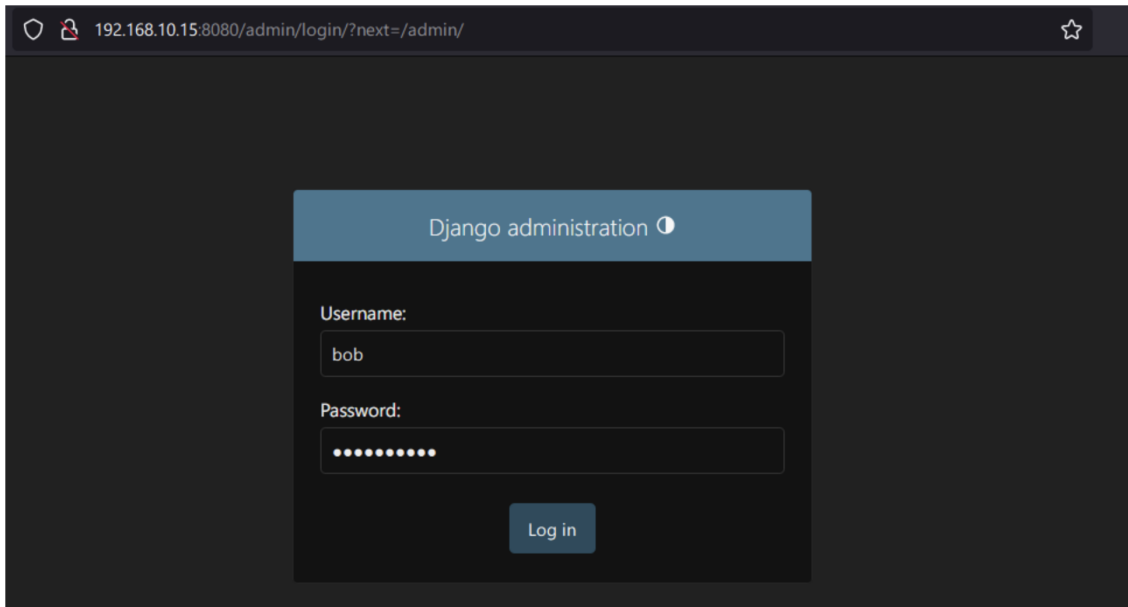 192.168.10.15:8080/admin/login/?next=/admin/
Django administration
Username:
bob
Password:
••••••••••
Log in